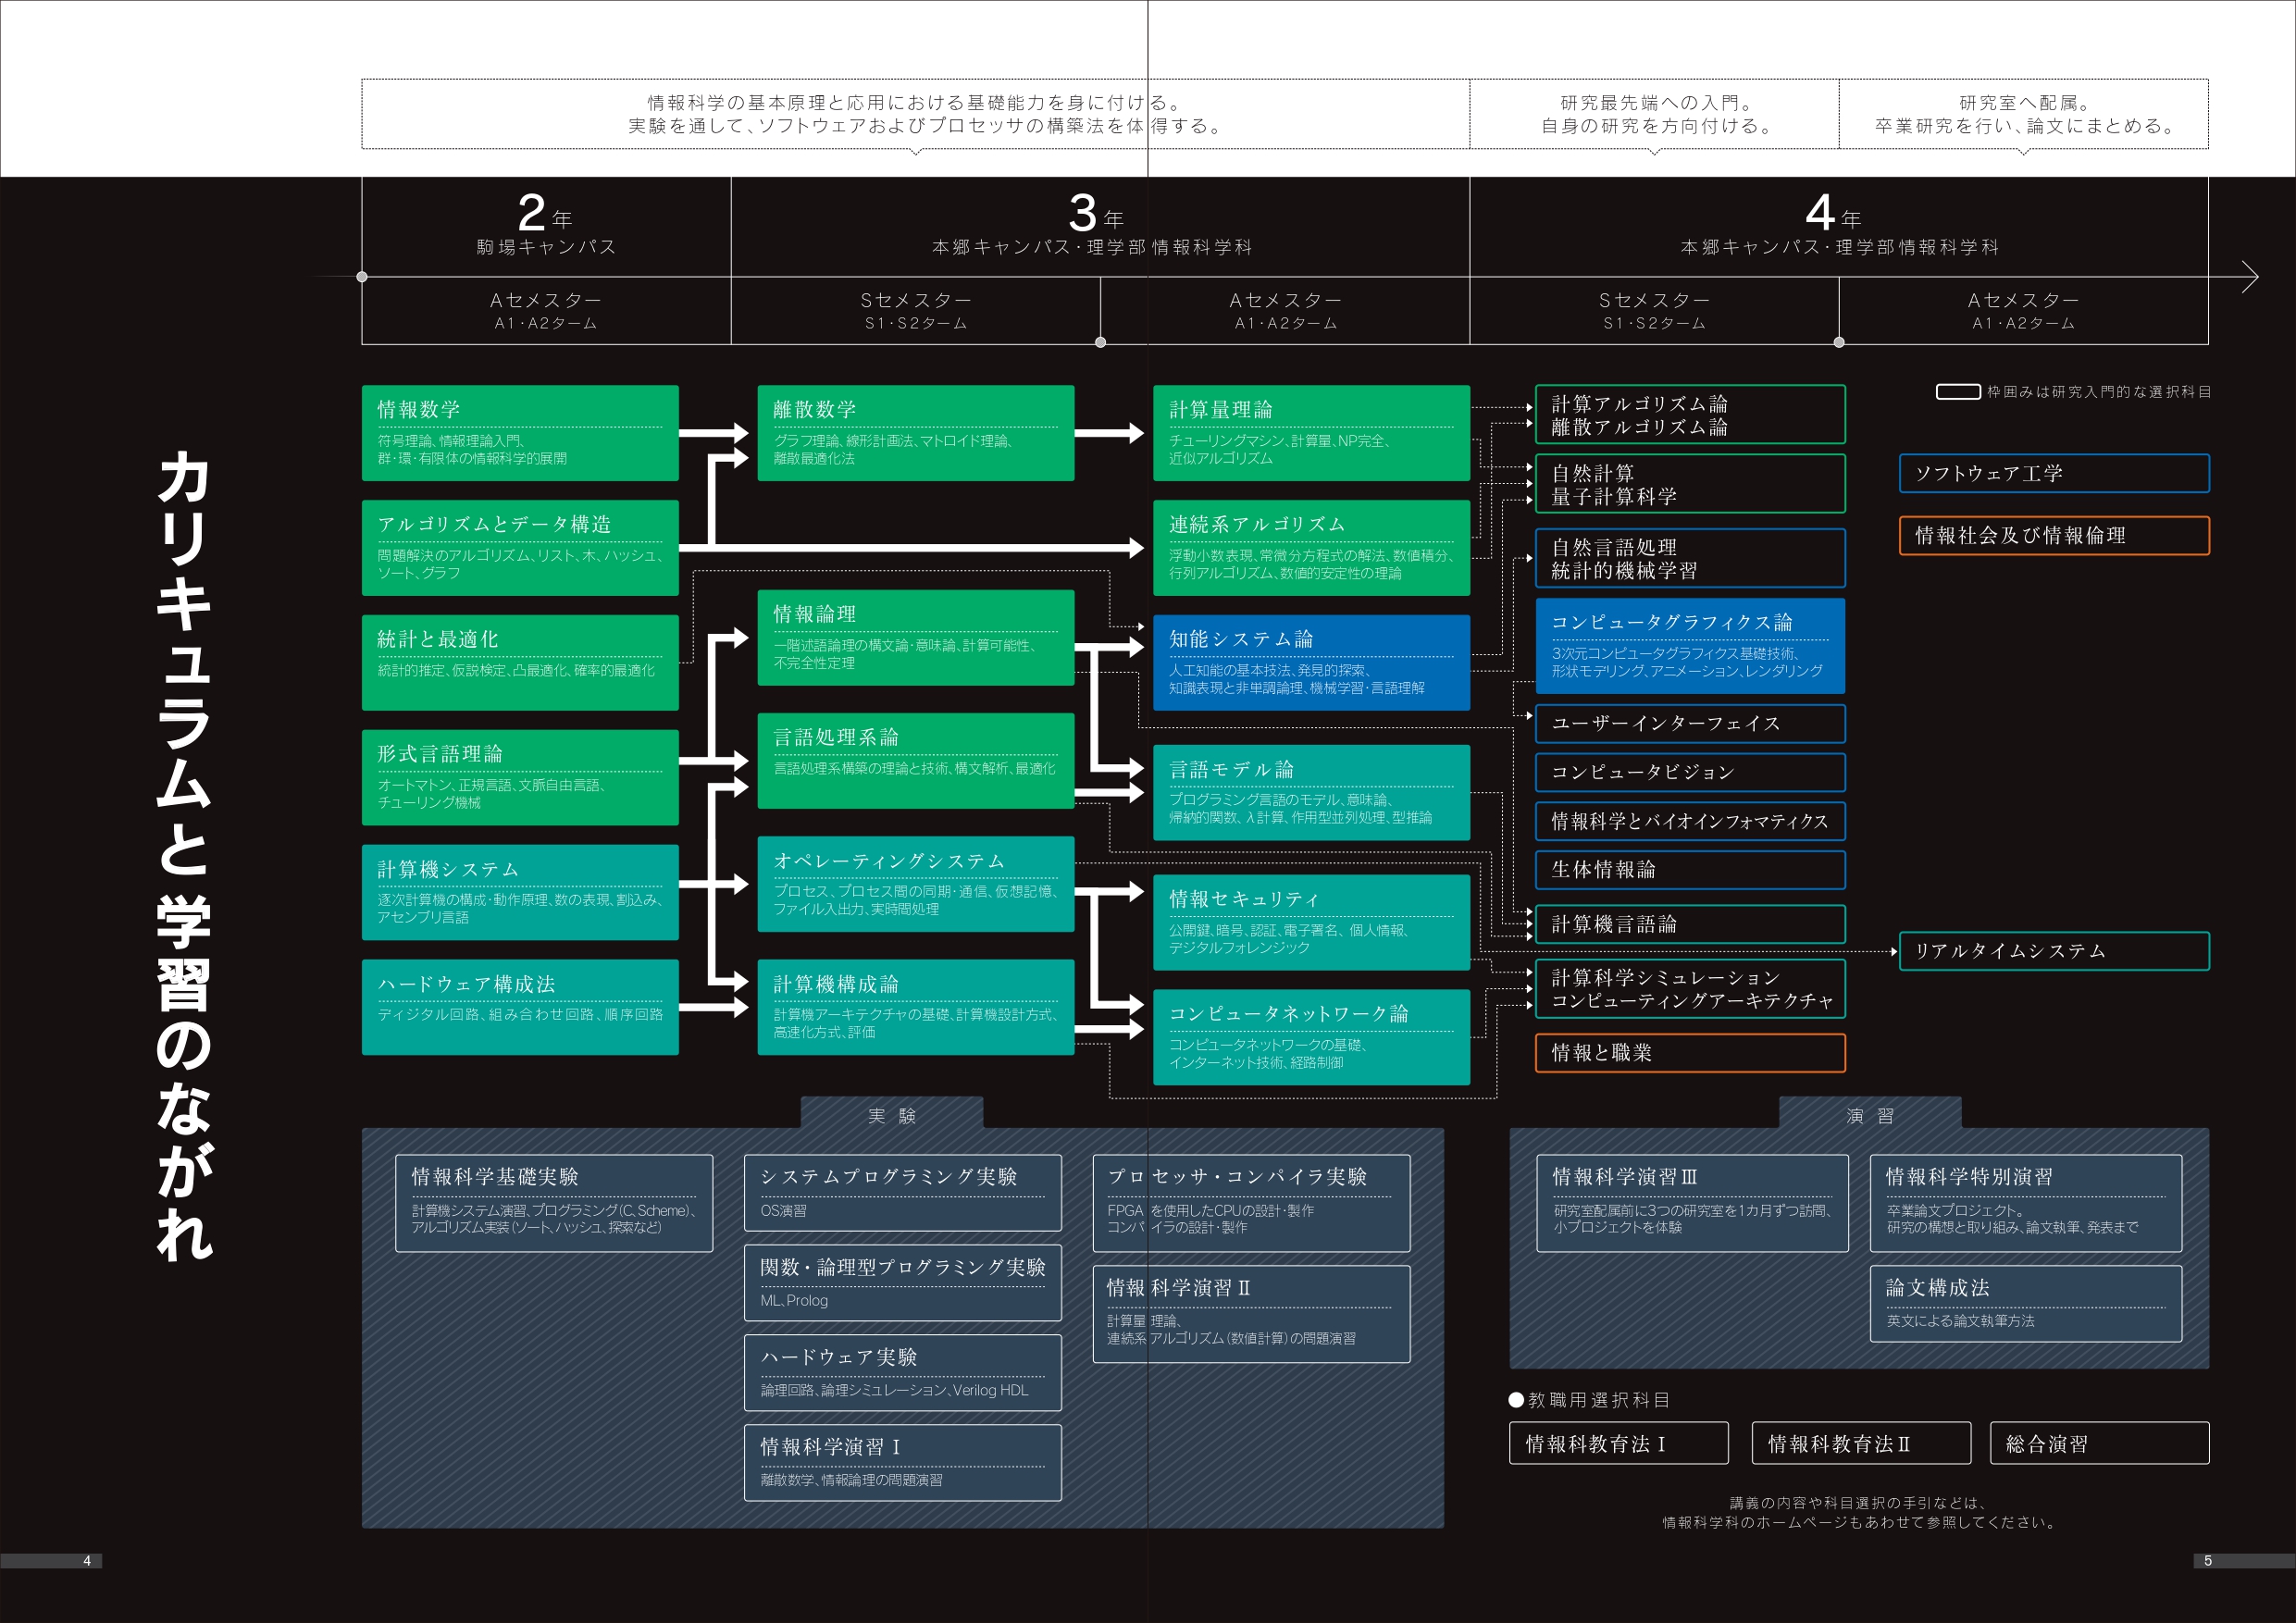 カリキュラムと学習のながれ
情報科学の基本原理と応用における基礎能力を身に付ける。
実験を通して、ソフトウェアおよびプロセッサの構築法を体得する。
研究最先端への入門。
自身の研究を方向付ける。
研究室へ配属。
卒業研究を行い、論文にまとめる。
2年
駒場キャンパス
3年
本郷キャンパス・理学部情報科学科
4年
本郷キャンパス・理学部情報科学科
Aセメスター
A1・A2ターム
Sセメスター
S1・S2ターム
Aセメスター
A1・A2ターム
Sセメスター
S1・S2ターム
Aセメスター
A1・A2ターム
情報数学
符号理論、情報理論入門、
群・環・有限体の情報科学的展開
アルゴリズムとデータ構造
問題解決のアルゴリズム、リスト、木、ハッシュ、
ソート、グラフ
統計と最適化
統計的推定、仮説検定、凸最適化、確率的最適化
形式言語理論
オートマトン、正規言語、文脈自由言語、
チューリング機械
計算機システム
逐次計算機の構成・動作原理、数の表現、割込み、
アセンブリ言語
ハードウェア構成法
ディジタル回路、組み合わせ回路、順序回路
離散数学
グラフ理論、線形計画法、マトロイド理論、
離散最適化法
情報論理
一階述語論理の構文論・意味論、計算可能性、
不完全性定理
言語処理系論
言語処理系構築の理論と技術、構文解析、最適化
オペレーティングシステム
プロセス、プロセス間の同期・通信、仮想記憶、
ファイル入出力、実時間処理
計算機構成論
計算機アーキテクチャの基礎、計算機設計方式、
高速化方式、評価
計算量理論
チューリングマシン、計算量、NP完全、
近似アルゴリズム
連続系アルゴリズム
浮動小数表現、常微分方程式の解法、数値積分、
行列アルゴリズム、数値的安定性の理論
知能システム論
人工知能の基本技法、発見的探索、
知識表現と非単調論理、機械学習・言語理解
言語モデル論
プログラミング言語のモデル、意味論、
帰納的関数、λ計算、作用型並列処理、型推論
情報セキュリティ
公開鍵、暗号、認証、電子署名、個人情報、
デジタルフォレンジック
コンピュータネットワーク論
コンピュータネットワークの基礎、
インターネット技術、経路制御
計算アルゴリズム論
離散アルゴリズム論
自然計算
量子計算科学
自然言語処理
統計的機械学習
コンピュータグラフィクス論
3次元コンピュータグラフィクス基礎技術、
形状モデリング、アニメーション、レンダリング
ユーザーインターフェイス
コンピュータビジョン
情報科学とバイオインフォマティクス
生体情報論
計算機言語論
計算科学シミュレーション
コンピューティングアーキテクチャ
情報と職業
枠囲みは研究入門的な選択科目
ソフトウェア工学
情報社会及び情報倫理
リアルタイムシステム
実験
情報科学基礎実験
計算機システム演習、プログラミング(C、Scheme)、
アルゴリズム実装(ソート、ハッシュ、探索など)
システムプログラミング実験
OS演習
関数・論理型プログラミング実験
ML、Prolog
ハードウェア実験
論理回路、論理シミュレーション、Verilog HDL
情報科学演習Ⅰ
離散数学、情報論理の問題演習
プロセッサ・コンパイラ実験
FPGAを使用したCPUの設計・製作
コンパイラの設計・製作
情報科学演習Ⅱ
計算量理論、
連続系アルゴリズム(数値計算)の問題演習
演習
情報科学演習Ⅲ
研究室配属前に3つの研究室を1カ月ずつ訪問、
小プロジェクトを体験
情報科学特別演習
卒業論文プロジェクト。
研究の構想と取り組み、論文執筆、発表まで
論文構成法
英文による論文執筆方法
●教職用選択科目
情報科教育法Ⅰ
情報科教育法Ⅱ
総合演習
講義の内容や科目選択の手引などは、
情報科学科のホームページもあわせて参照してください。
4
5